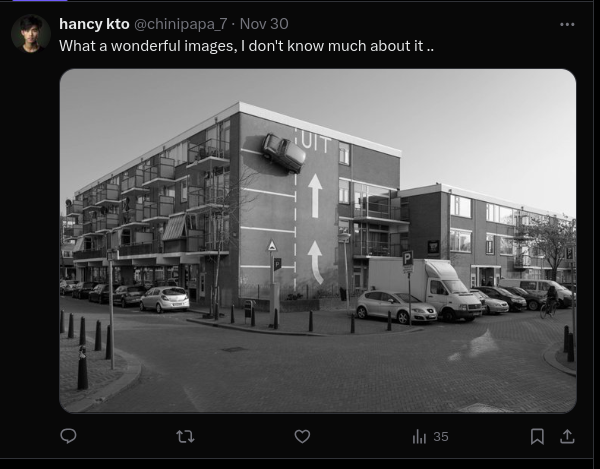 hancy kto @chinipapa_7 · Nov 30
What a wonderful images, I don't know much about it ..
UIT
P
35